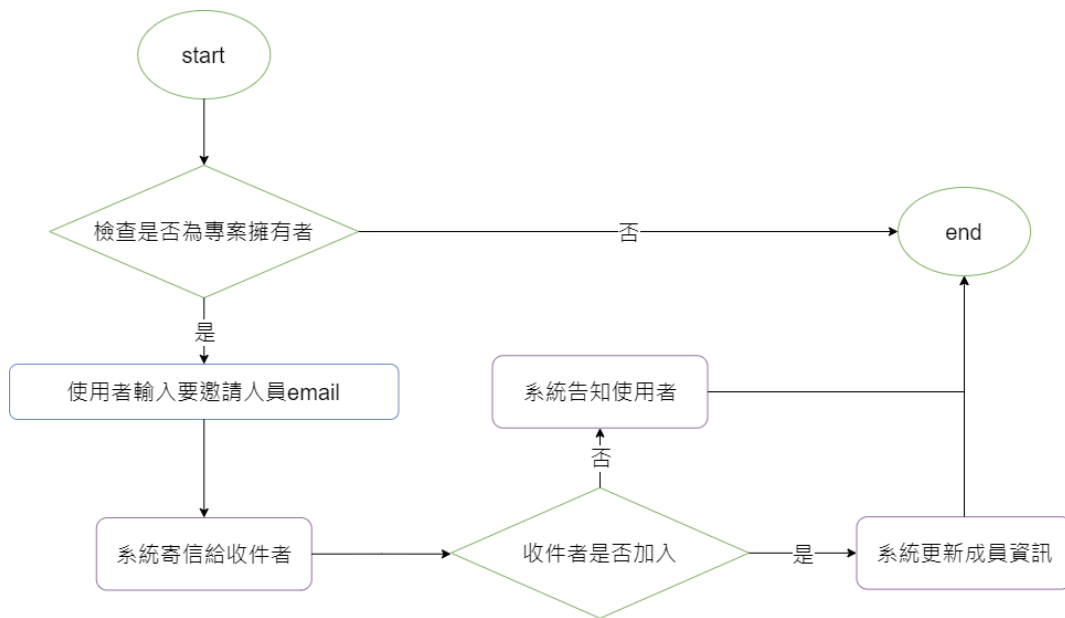 start
檢查是否為專案擁有者
否
end
是
使用者輸入要邀請人員email
系統告知使用者
否
系統寄信給收件者
收件者是否加入
是
系統更新成員資訊